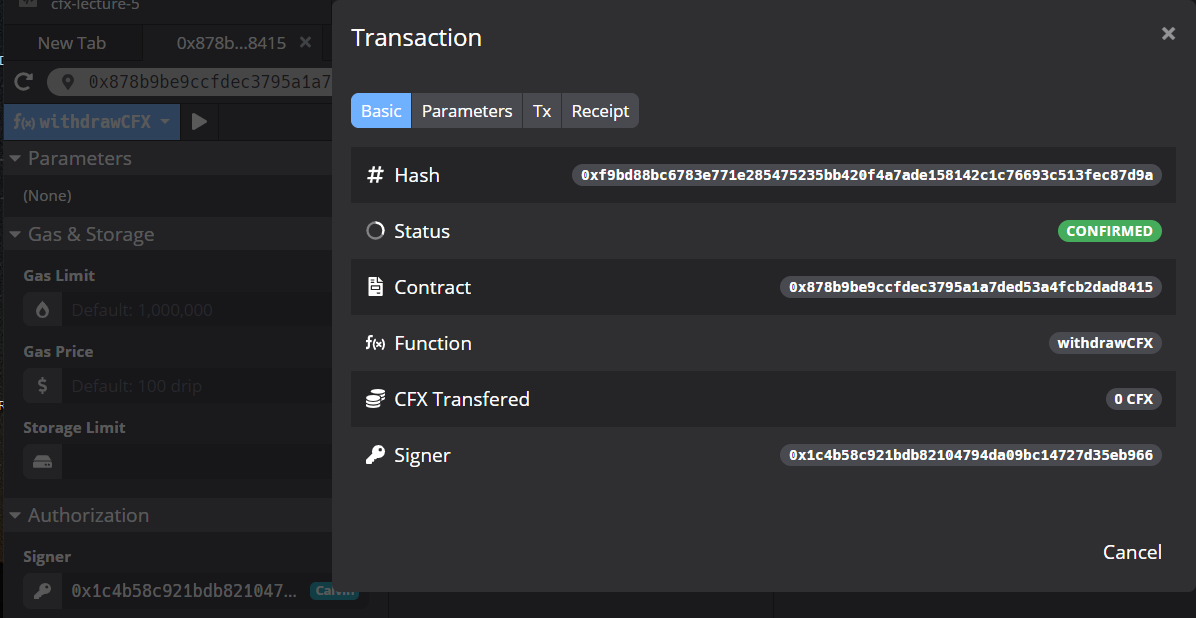 cfx-lecture-5
New Tab
0x878b...8415
0x878b9be9ccfdec3795a1a7
f(x) withdrawCFX
Parameters
(None)
Gas & Storage
Gas Limit
Default: 1,000,000
Gas Price
Default: 100 drip
Storage Limit
Authorization
Signer
0x1c4b58c921bdb821047... Calvin
Transaction
Basic Parameters Tx Receipt
# Hash 0xf9bd88bc6783e771e285475235bb420f4a7ade158142c1c76693c513fec87d9a
Status CONFIRMED
Contract 0x878b9be9ccfdec3795a1a7ded53a4fcb2dad8415
f(x) Function withdrawCFX
CFX Transfered 0 CFX
Signer 0x1c4b58c921bdb82104794da09bc14727d35eb966
Cancel